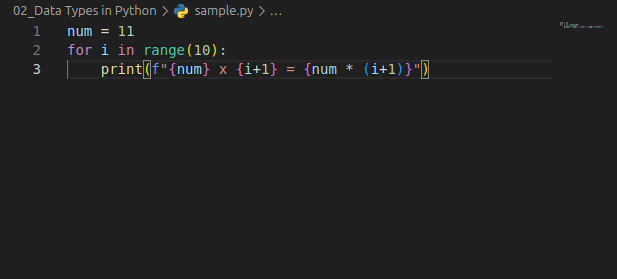 02_Data Types in Python > sample.py > ...
1 num = 11
2 for i in range(10):
3     print(f"{num} x {i+1} = {num * (i+1)}")